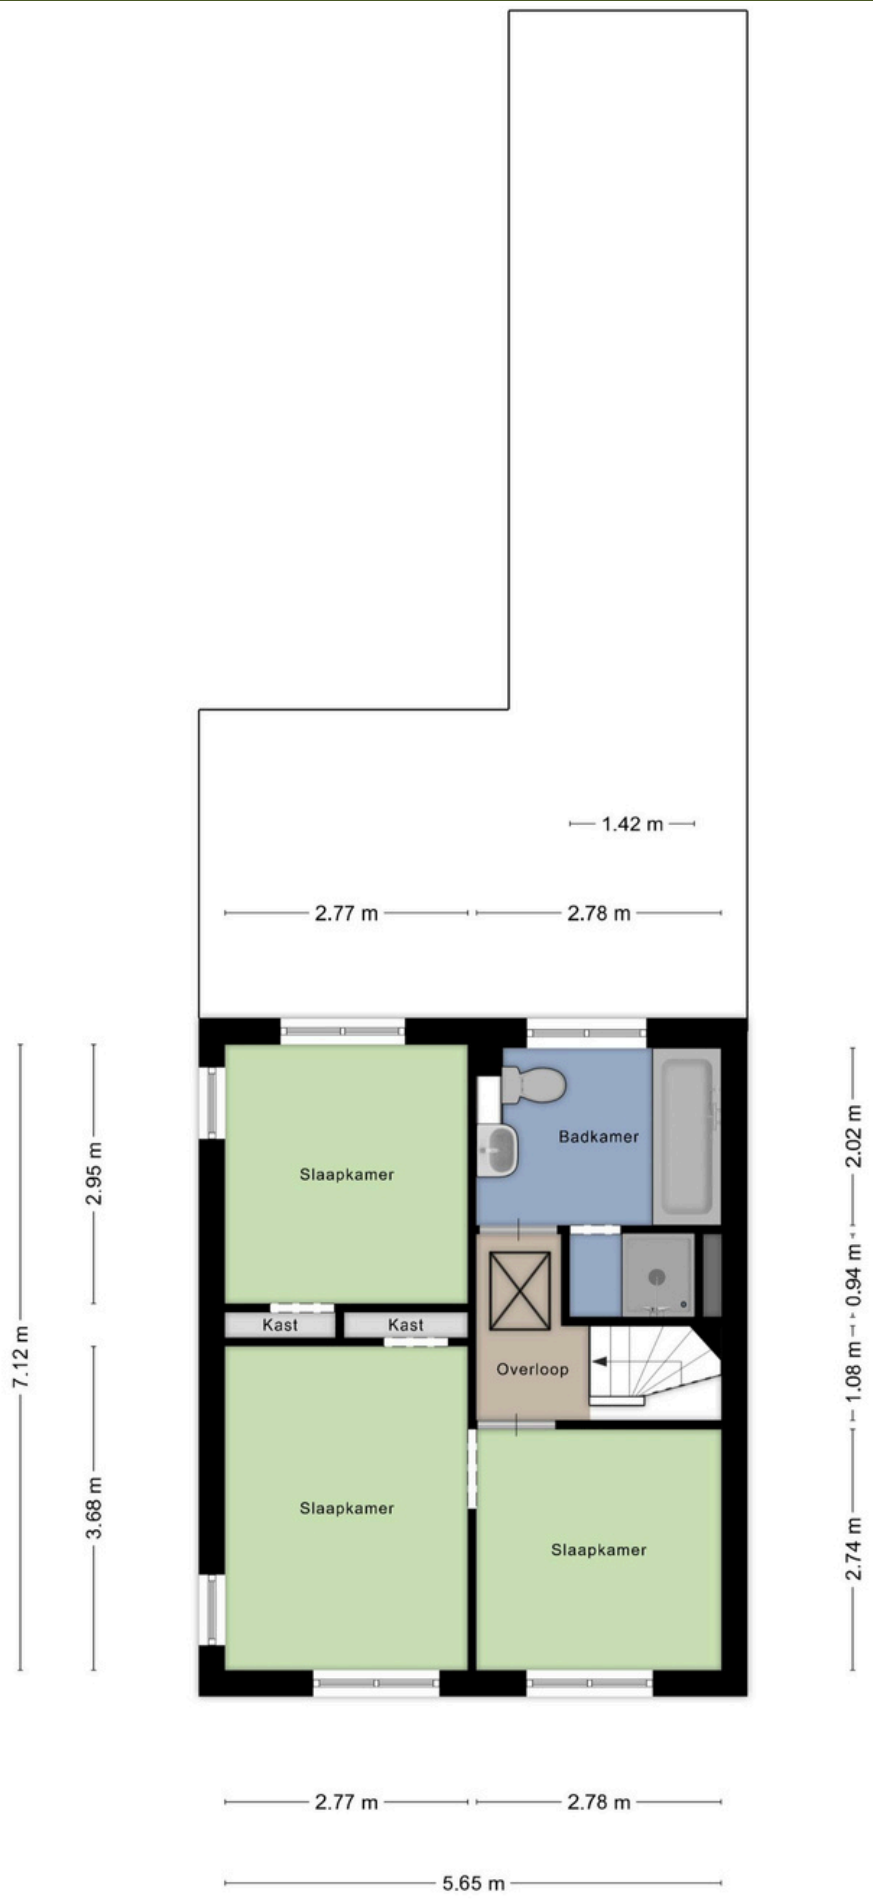 1.42 m
2.77 m
2.78 m
Badkamer
2.02 m
Slaapkamer
2.95 m
0.94 m
Kast
Kast
7.12 m
Overloop
1.08 m
3.68 m
Slaapkamer
Slaapkamer
2.74 m
2.77 m
2.78 m
5.65 m